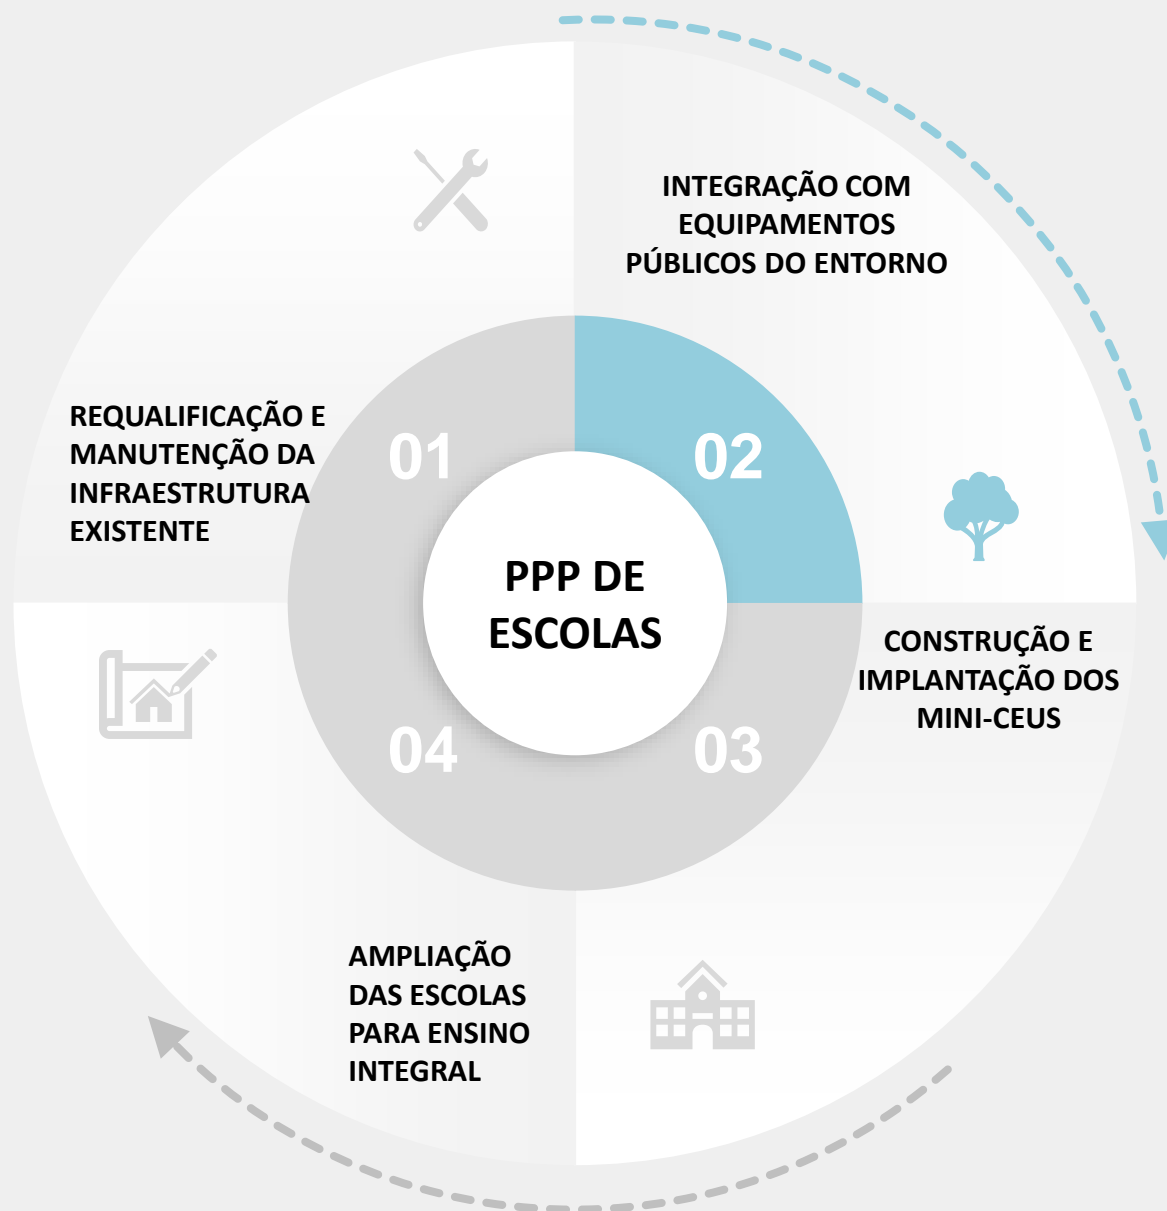 INTEGRAÇÃO COM
EQUIPAMENTOS
PÚBLICOS DO ENTORNO
REQUALIFICAÇÃO E
MANUTENÇÃO DA
INFRAESTRUTURA
EXISTENTE
01
02
PPP DE
ESCOLAS
CONSTRUÇÃO E
IMPLANTAÇÃO DOS
MINI-CEUS
04
03
AMPLIAÇÃO
DAS ESCOLAS
PARA ENSINO
INTEGRAL